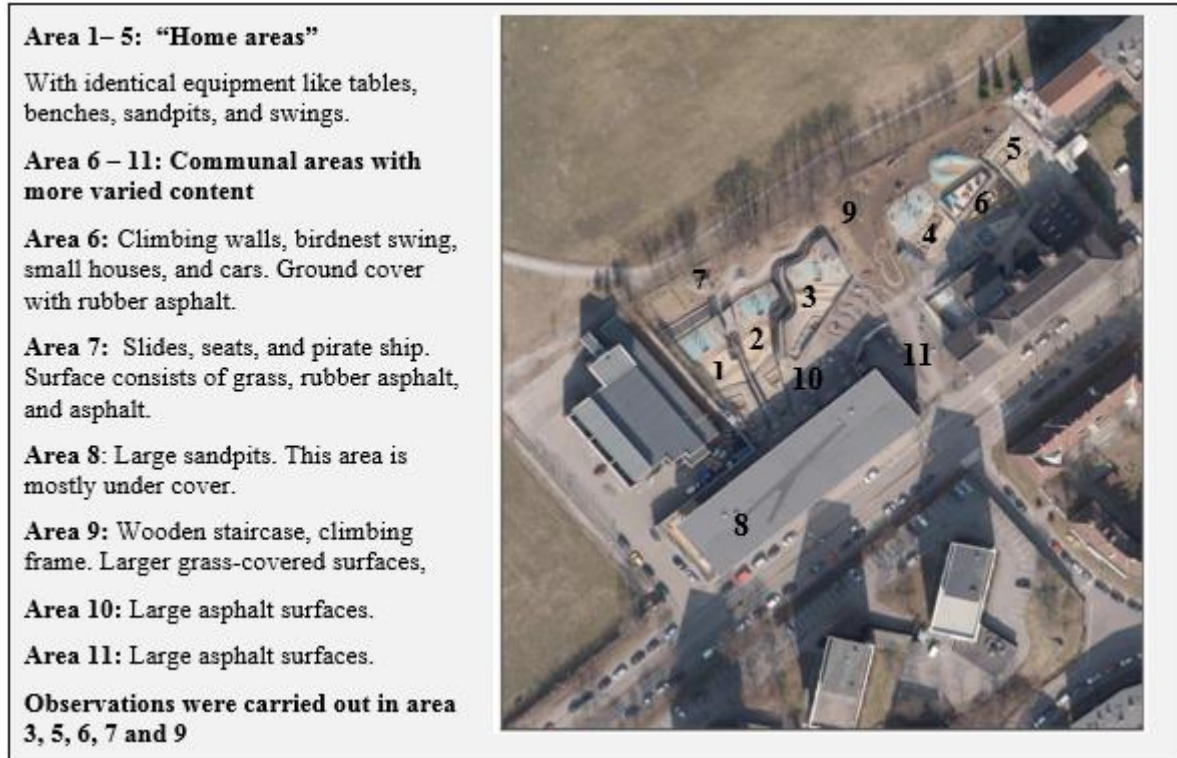 Area 1– 5:  “Home areas”
With identical equipment like tables,
benches, sandpits, and swings.
Area 6 – 11: Communal areas with
more varied content
Area 6: Climbing walls, birdnest swing,
small houses, and cars. Ground cover
with rubber asphalt.
Area 7:  Slides, seats, and pirate ship.
Surface consists of grass, rubber asphalt,
and asphalt.
Area 8: Large sandpits. This area is
mostly under cover.
Area 9: Wooden staircase, climbing
frame. Larger grass-covered surfaces,
Area 10: Large asphalt surfaces.
Area 11: Large asphalt surfaces.
Observations were carried out in area
3, 5, 6, 7 and 9
5
6
9
4
7
3
2
11
1
10
8